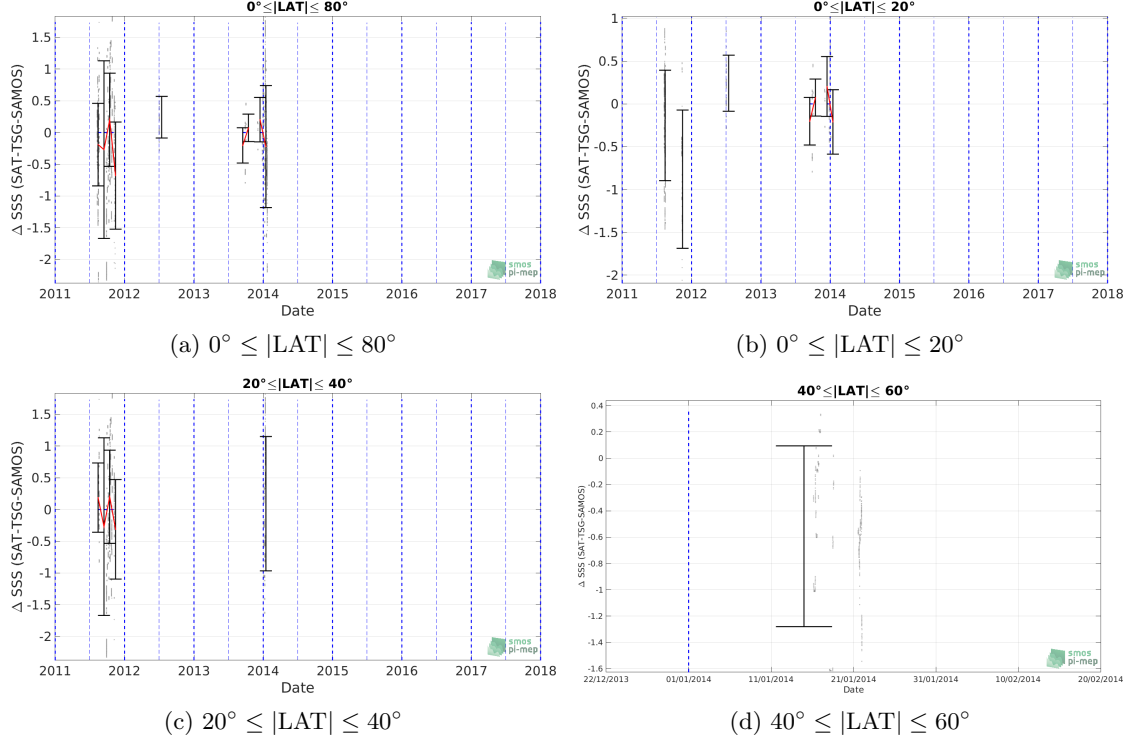 0°≤|LAT|≤ 80°
Δ SSS (SAT-TSG-SAMOS)
1.5
1
0.5
0
-0.5
-1
-1.5
-2
2011 2012 2013 2014 2015 2016 2017 2018
Date
smos
pi-mep
(a) 0° ≤ |LAT| ≤ 80°
0°≤|LAT|≤ 20°
Δ SSS (SAT-TSG-SAMOS)
1
0.5
0
-0.5
-1
-1.5
-2
2011 2012 2013 2014 2015 2016 2017 2018
Date
smos
pi-mep
(b) 0° ≤ |LAT| ≤ 20°
20°≤|LAT|≤ 40°
Δ SSS (SAT-TSG-SAMOS)
1.5
1
0.5
0
-0.5
-1
-1.5
-2
2011 2012 2013 2014 2015 2016 2017 2018
Date
smos
pi-mep
(c) 20° ≤ |LAT| ≤ 40°
40°≤|LAT|≤ 60°
Δ SSS (SAT-TSG-SAMOS)
0.4
0.2
0
-0.2
-0.4
-0.6
-0.8
-1
-1.2
-1.4
-1.6
22/12/2013 01/01/2014 11/01/2014 21/01/2014 31/01/2014 10/02/2014 20/02/2014
Date
smos
pi-mep
(d) 40° ≤ |LAT| ≤ 60°